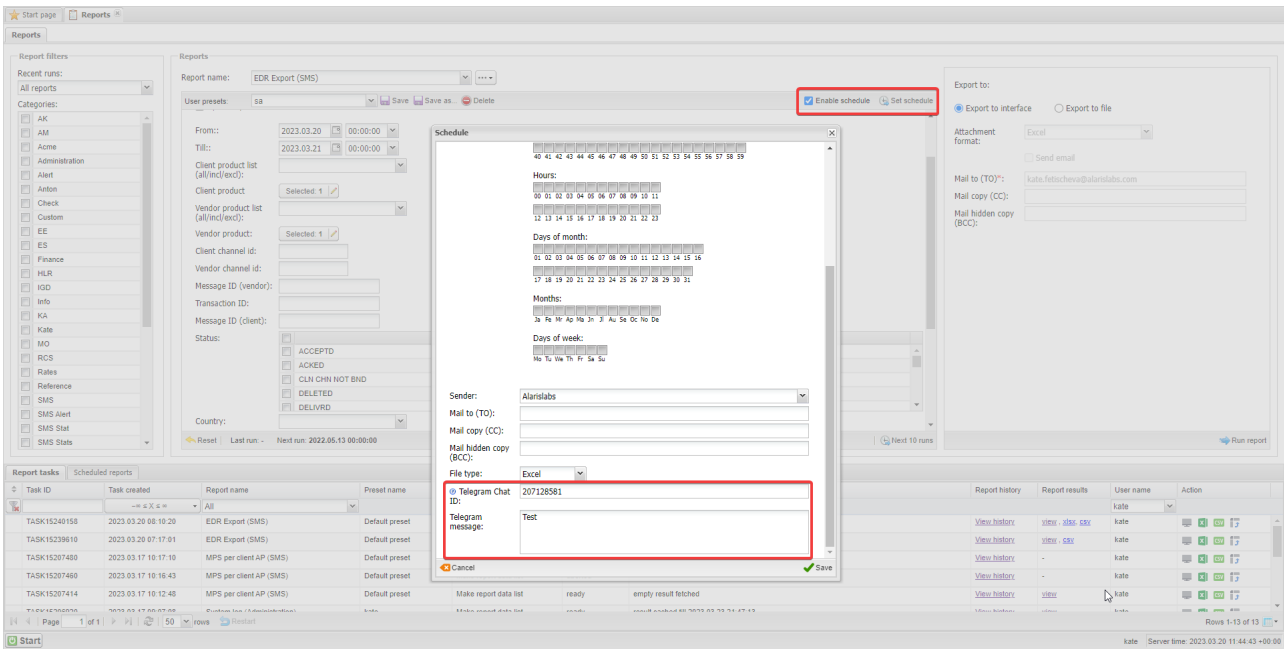 Start page Reports
Reports
Report filters
Recent runs:
All reports
Categories:
AK
AM
Acme
Administration
Alert
Anton
Check
Custom
EE
ES
Finance
HLR
IGD
Info
KA
Kate
MO
RCS
Rates
Reference
SMS
SMS Alert
SMS Stat
SMS Stats
Reports
Report name: EDR Export (SMS)
User presets: sa Save Save as... Delete Enable schedule Set schedule
From:: 2023.03.20 00:00:00
Till:: 2023.03.21 00:00:00
Client product list
(all/incl/excl):
Client product Selected: 1
Vendor product list
(all/incl/excl):
Vendor product: Selected: 1
Client channel id:
Vendor channel id:
Message ID (vendor):
Transaction ID:
Message ID (client):
Status:
ACCEPTD
ACKED
CLN CHN NOT BND
DELETED
DELIVRD
Country:
Reset Last run: - Next run: 2022.05.13 00:00:00 Next 10 runs
Schedule
40 41 42 43 44 45 46 47 48 49 50 51 52 53 54 55 56 57 58 59
Hours:
00 01 02 03 04 05 06 07 08 09 10 11
12 13 14 15 16 17 18 19 20 21 22 23
Days of month:
01 02 03 04 05 06 07 08 09 10 11 12 13 14 15 16
17 18 19 20 21 22 23 24 25 26 27 28 29 30 31
Months:
Ja Fe Mr Ap Ma Jn Jl Au Se Oc No De
Days of week:
Mo Tu We Th Fr Sa Su
Sender: Alarislabs
Mail to (TO):
Mail copy (CC):
Mail hidden copy
(BCC):
File type: Excel
Telegram Chat
ID: 207128581
Telegram
message: Test
Cancel Save
Export to:
Export to interface Export to file
Attachment
format: Excel
Send email
Mail to (TO)*: kate.fetischeva@alarislabs.com
Mail copy (CC):
Mail hidden copy
(BCC):
Run report
Report tasks Scheduled reports
Task ID Task created Report name Preset name Report history Report results User name Action
-∞ ≤ X ≤ ∞ All kate
TASK15240158 2023.03.20 08:10:20 EDR Export (SMS) Default preset View history view , xlsx, csv kate
TASK15239610 2023.03.20 07:17:01 EDR Export (SMS) Default preset View history view , csv kate
TASK15207480 2023.03.17 10:17:10 MPS per client AP (SMS) Default preset View history - kate
TASK15207460 2023.03.17 10:16:43 MPS per client AP (SMS) Default preset View history - kate
TASK15207414 2023.03.17 10:12:48 MPS per client AP (SMS) Default preset Make report data list ready empty result fetched View history view kate
Page 1 of 1 50 rows Restart Rows 1-13 of 13
Start kate Server time: 2023.03.20 11:44:43 +00:00